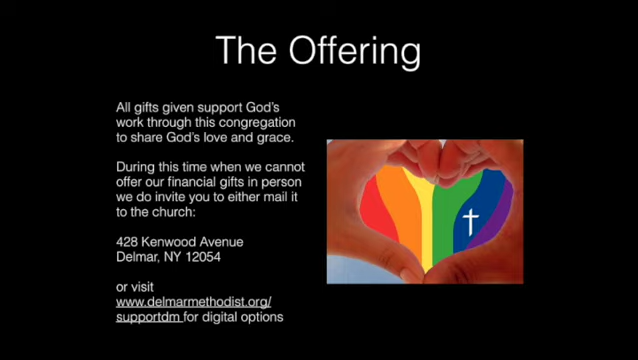 The Offering
All gifts given support God's
work through this congregation
to share God's love and grace.
During this time when we cannot
offer our financial gifts in person
we do invite you to either mail it
to the church:
428 Kenwood Avenue
Delmar, NY 12054
or visit
www.delmarmethodist.org/
supportdm for digital options